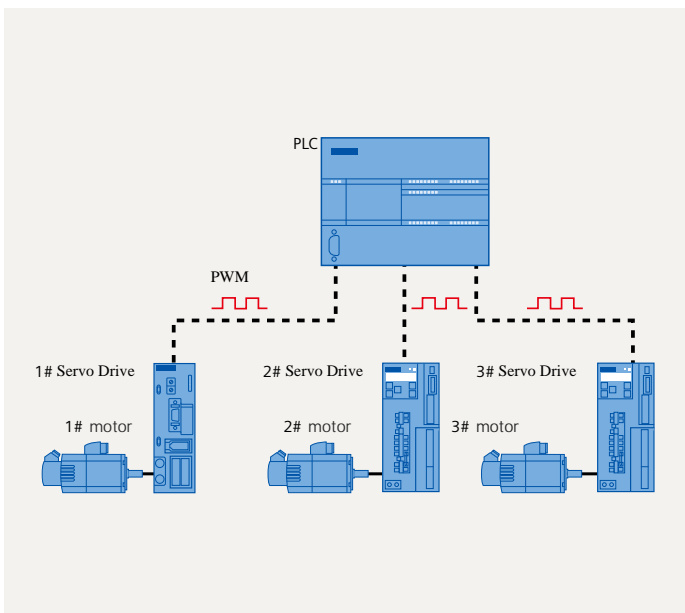 PLC
PWM
1# Servo Drive
2# Servo Drive
3# Servo Drive
1# motor
2# motor
3# motor